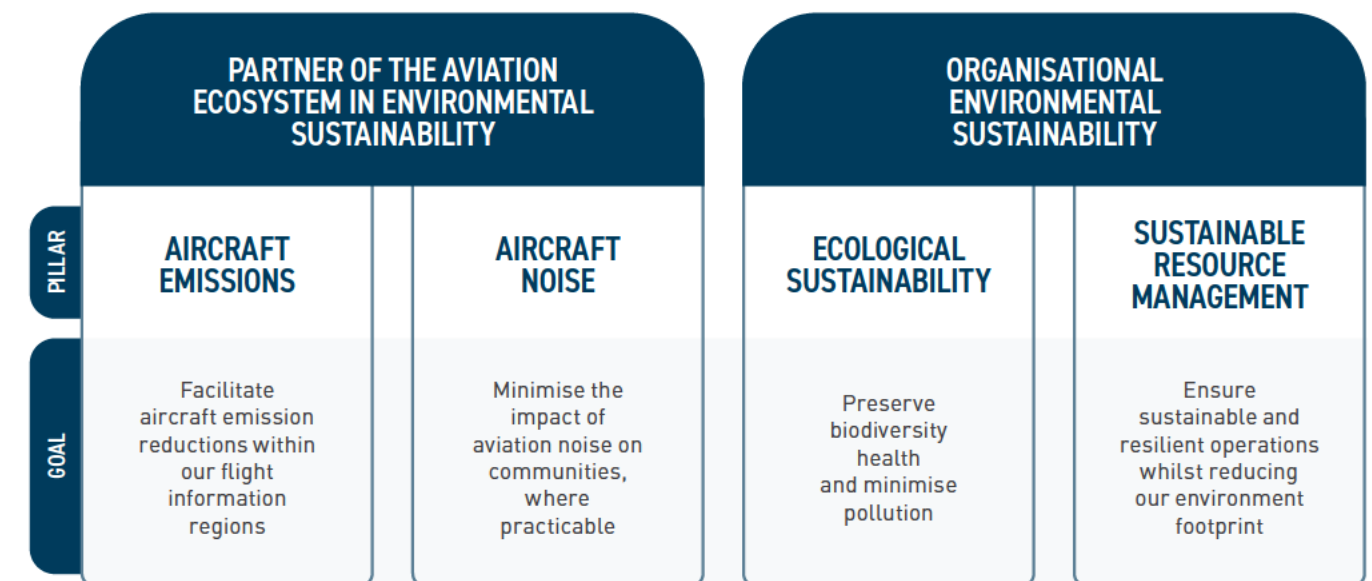 PARTNER OF THE AVIATION
ECOSYSTEM IN ENVIRONMENTAL
SUSTAINABILITY
ORGANISATIONAL
ENVIRONMENTAL
SUSTAINABILITY
PILLAR
AIRCRAFT
EMISSIONS
AIRCRAFT
NOISE
ECOLOGICAL
SUSTAINABILITY
SUSTAINABLE
RESOURCE
MANAGEMENT
GOAL
Facilitate
aircraft emission
reductions within
our flight
information
regions
Minimise the
impact of
aviation noise on
communities,
where
practicable
Preserve
biodiversity
health
and minimise
pollution
Ensure
sustainable and
resilient operations
whilst reducing
our environment
footprint